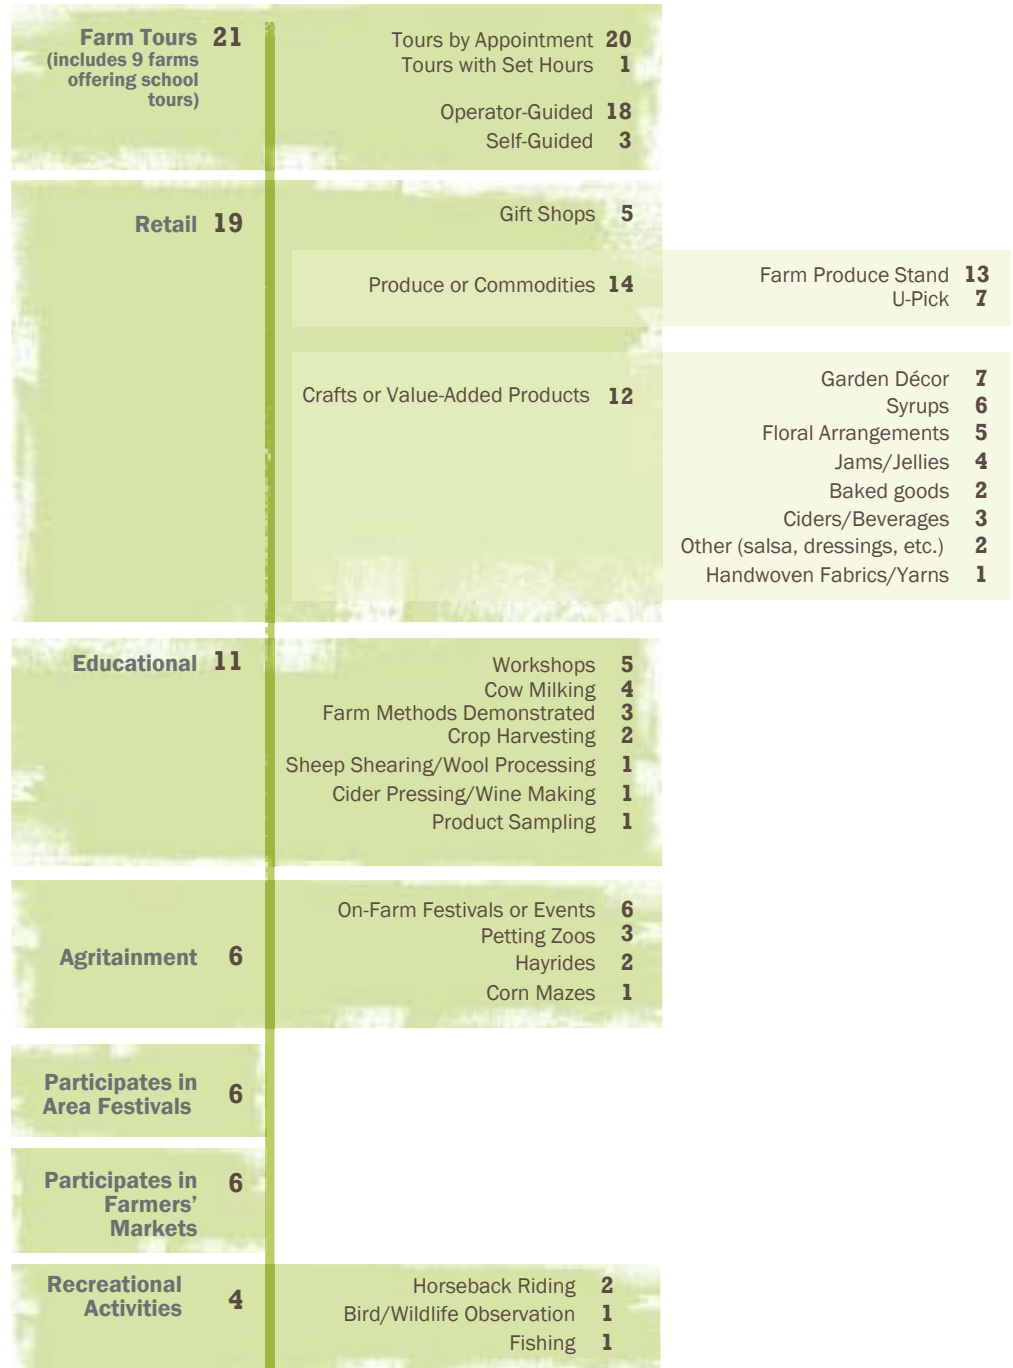 Farm Tours 21
(includes 9 farms
offering school
tours)
Tours by Appointment 20
Tours with Set Hours 1
Operator-Guided 18
Self-Guided 3
Retail 19
Gift Shops 5
Produce or Commodities 14
Farm Produce Stand 13
U-Pick 7
Crafts or Value-Added Products 12
Garden Décor 7
Syrups 6
Floral Arrangements 5
Jams/Jellies 4
Baked goods 2
Ciders/Beverages 3
Other (salsa, dressings, etc.) 2
Handwoven Fabrics/Yarns 1
Educational 11
Workshops 5
Cow Milking 4
Farm Methods Demonstrated 3
Crop Harvesting 2
Sheep Shearing/Wool Processing 1
Cider Pressing/Wine Making 1
Product Sampling 1
Agritainment 6
On-Farm Festivals or Events 6
Petting Zoos 3
Hayrides 2
Corn Mazes 1
Participates in
Area Festivals 6
Participates in 6
Farmers’
Markets
Recreational
Activities 4
Horseback Riding 2
Bird/Wildlife Observation 1
Fishing 1